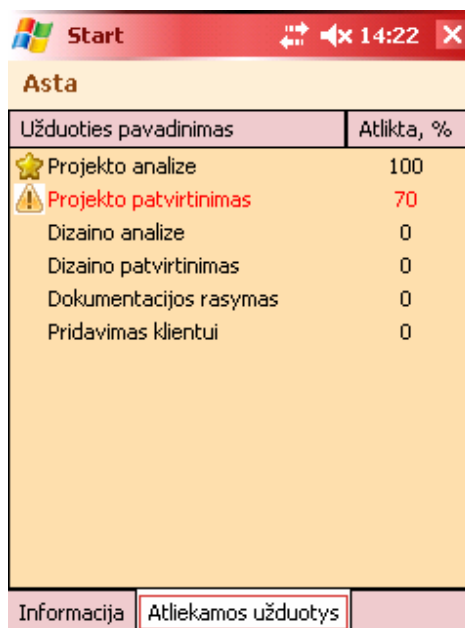 Start 14:22
Asta
Užduoties pavadinimas Atlikta, %
Projekto analize 100
Projekto patvirtinimas 70
Dizaino analize 0
Dizaino patvirtinimas 0
Dokumentacijos rasymas 0
Pridavimas klientui 0
Informacija Atliekamos užduotys